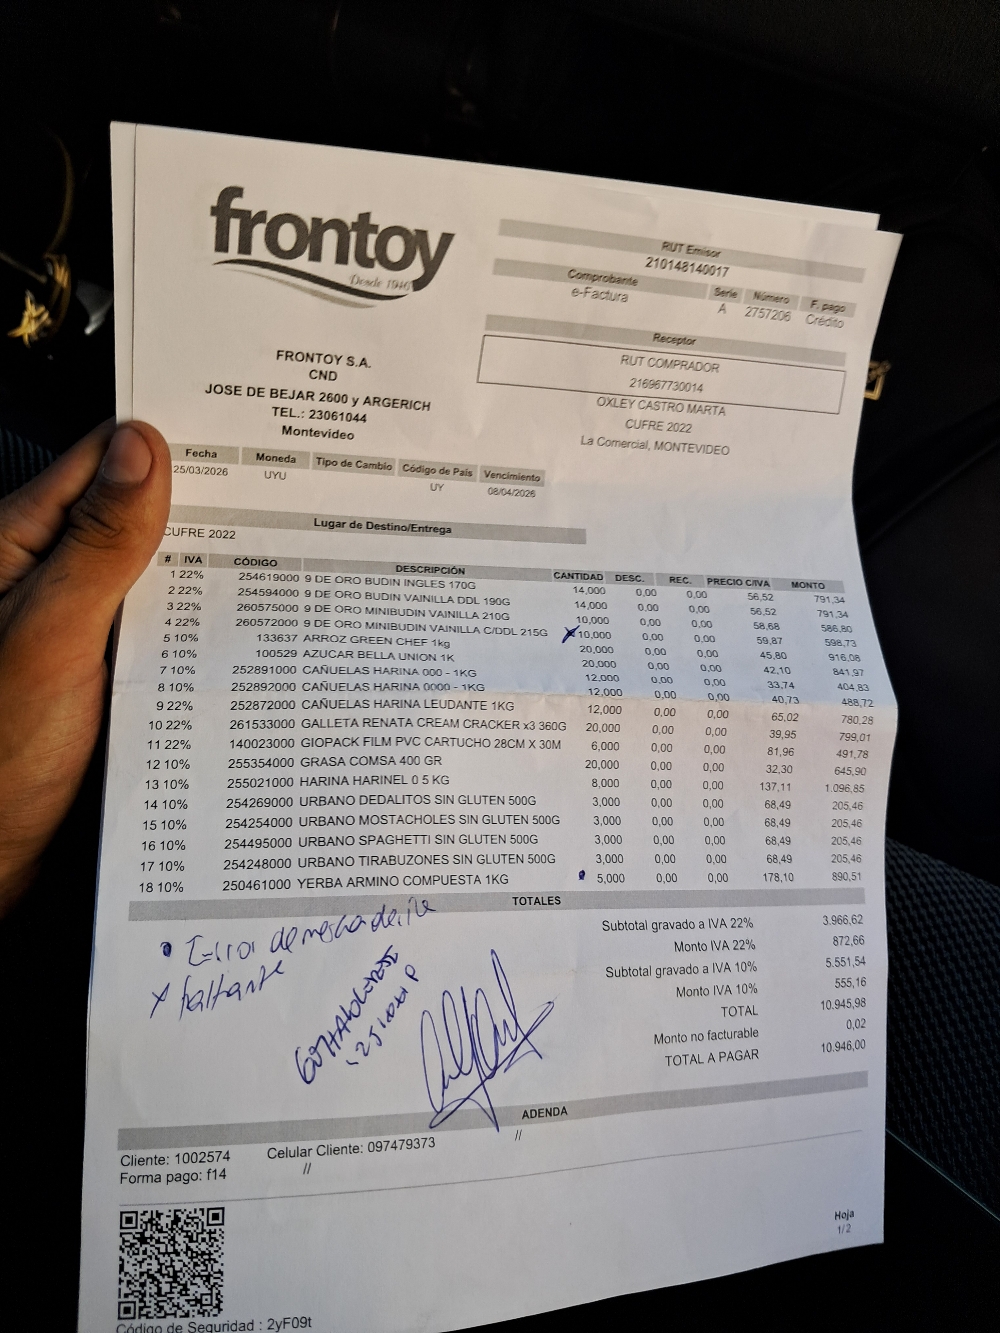 frontoy
Desde 1940
RUT Emisor
210148140017
Comprobante Serie Número F. pago
e-Factura A 2757206 Crédito
Receptor
RUT COMPRADOR
216967730014
OXLEY CASTRO MARTA
CUFRE 2022
La Comercial, MONTEVIDEO
FRONTOY S.A.
CND
JOSE DE BEJAR 2600 y ARGERICH
TEL.: 23061044
Montevideo
Fecha Moneda Tipo de Cambio Código de País Vencimiento
25/03/2026 UYU UY 08/04/2026
Lugar de Destino/Entrega
CUFRE 2022
# IVA CÓDIGO DESCRIPCIÓN CANTIDAD DESC. REC. PRECIO C/IVA MONTO
1 22% 254619000 9 DE ORO BUDIN INGLES 170G 14,000 0,00 0,00 56,52 791,34
2 22% 254594000 9 DE ORO BUDIN VAINILLA DDL 190G 14,000 0,00 0,00 56,52 791,34
3 22% 260575000 9 DE ORO MINIBUDIN VAINILLA 210G 10,000 0,00 0,00 58,68 586,80
4 22% 260572000 9 DE ORO MINIBUDIN VAINILLA C/DDL 215G x 10,000 0,00 0,00 59,87 598,73
5 10% 133637 ARROZ GREEN CHEF 1kg 20,000 0,00 0,00 45,80 916,08
6 10% 100529 AZUCAR BELLA UNION 1K 20,000 0,00 0,00 42,10 841,97
7 10% 252891000 CAÑUELAS HARINA 000 - 1KG 12,000 0,00 0,00 33,74 404,83
8 10% 252892000 CAÑUELAS HARINA 0000 - 1KG 12,000 0,00 0,00 40,73 488,72
9 22% 252872000 CAÑUELAS HARINA LEUDANTE 1KG 12,000 0,00 0,00 65,02 780,28
10 22% 261533000 GALLETA RENATA CREAM CRACKER x3 360G 20,000 0,00 0,00 39,95 799,01
11 22% 140023000 GIOPACK FILM PVC CARTUCHO 28CM X 30M 6,000 0,00 0,00 81,96 491,78
12 10% 255354000 GRASA COMSA 400 GR 20,000 0,00 0,00 32,30 645,90
13 10% 255021000 HARINA HARINEL 0 5 KG 8,000 0,00 0,00 137,11 1.096,85
14 10% 254269000 URBANO DEDALITOS SIN GLUTEN 500G 3,000 0,00 0,00 68,49 205,46
15 10% 254254000 URBANO MOSTACHOLES SIN GLUTEN 500G 3,000 0,00 0,00 68,49 205,46
16 10% 254495000 URBANO SPAGHETTI SIN GLUTEN 500G 3,000 0,00 0,00 68,49 205,46
17 10% 254248000 URBANO TIRABUZONES SIN GLUTEN 500G 3,000 0,00 0,00 68,49 205,46
18 10% 250461000 YERBA ARMINO COMPUESTA 1KG • 5,000 0,00 0,00 178,10 890,51
TOTALES
Subtotal gravado a IVA 22% 3.966,62
Monto IVA 22% 872,66
Subtotal gravado a IVA 10% 5.551,54
Monto IVA 10% 555,16
TOTAL 10.945,98
Monto no facturable 0,02
TOTAL A PAGAR 10.946,00
• Error de mercaderia
x faltante
ADENDA
Cliente: 1002574 Celular Cliente: 097479373 //
Forma pago: f14 //
Hoja
1/2
Código de Seguridad : 2yF09t